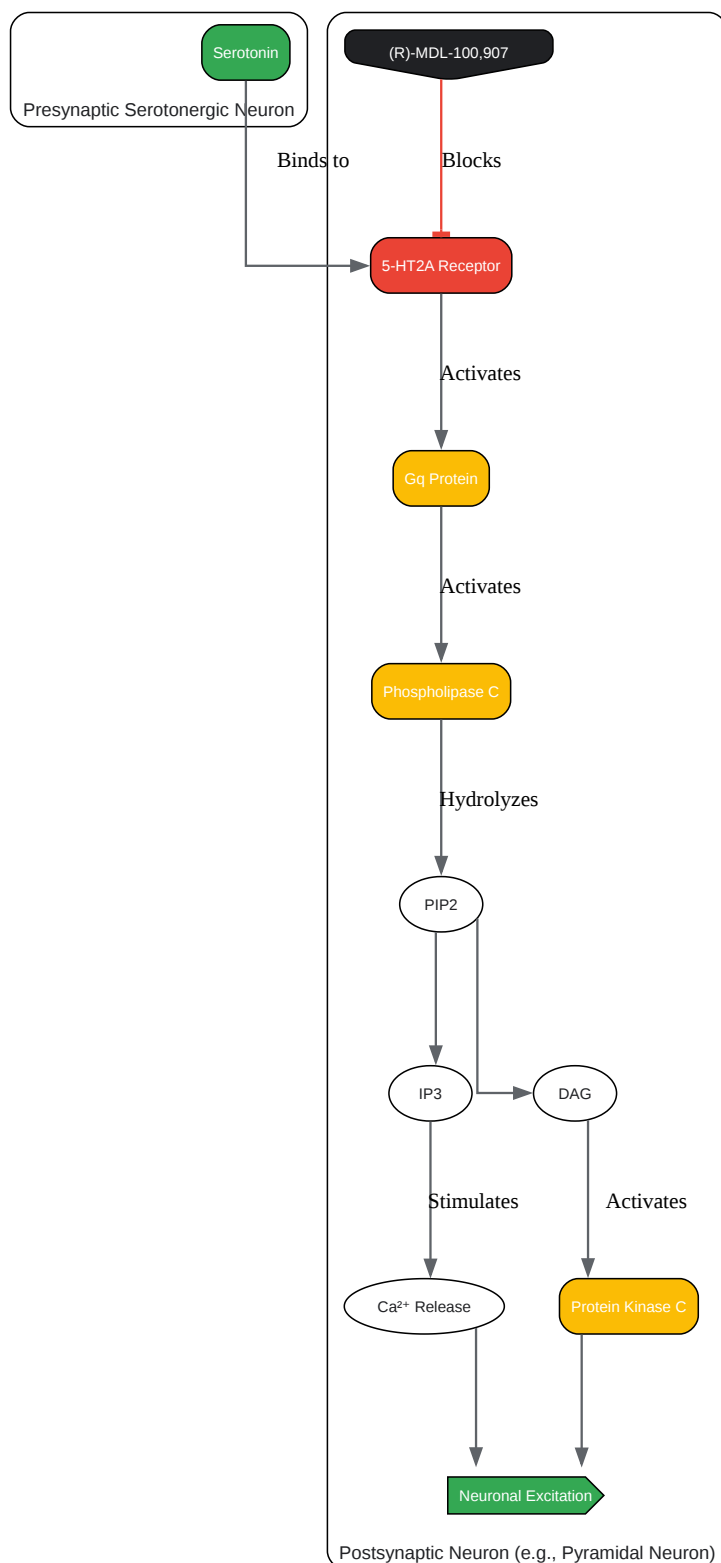 Serotonin
(R)-MDL-100,907
Presynaptic Serotonergic Neuron
Binds to
Blocks
5-HT2A Receptor
Activates
Gq Protein
Activates
Phospholipase C
Hydrolyzes
PIP2
IP3
DAG
Stimulates
Activates
Ca²⁺ Release
Protein Kinase C
Neuronal Excitation
Postsynaptic Neuron (e.g., Pyramidal Neuron)